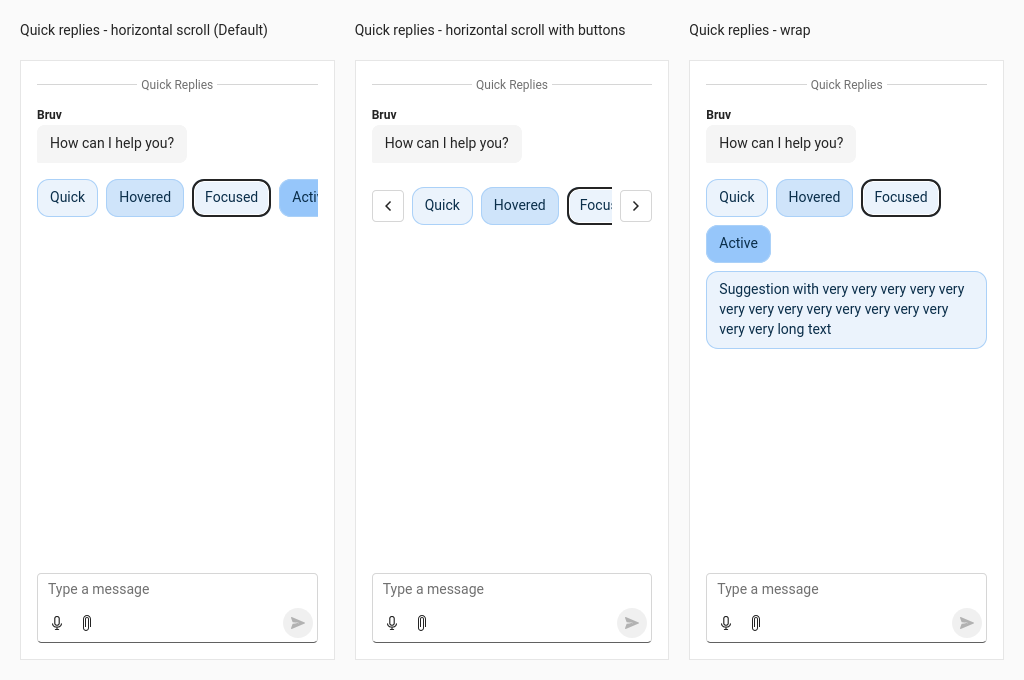 Quick replies - horizontal scroll (Default)
Quick Replies
Bruv
How can I help you?
Quick
Hovered
Focused
Type a message
Quick replies - horizontal scroll with buttons
Quick Replies
Bruv
How can I help you?
Quick
Hovered
Type a message
Quick replies - wrap
Quick Replies
Bruv
How can I help you?
Quick
Hovered
Focused
Active
Suggestion with very very very very very
very very very very very very very very
very very long text
Type a message